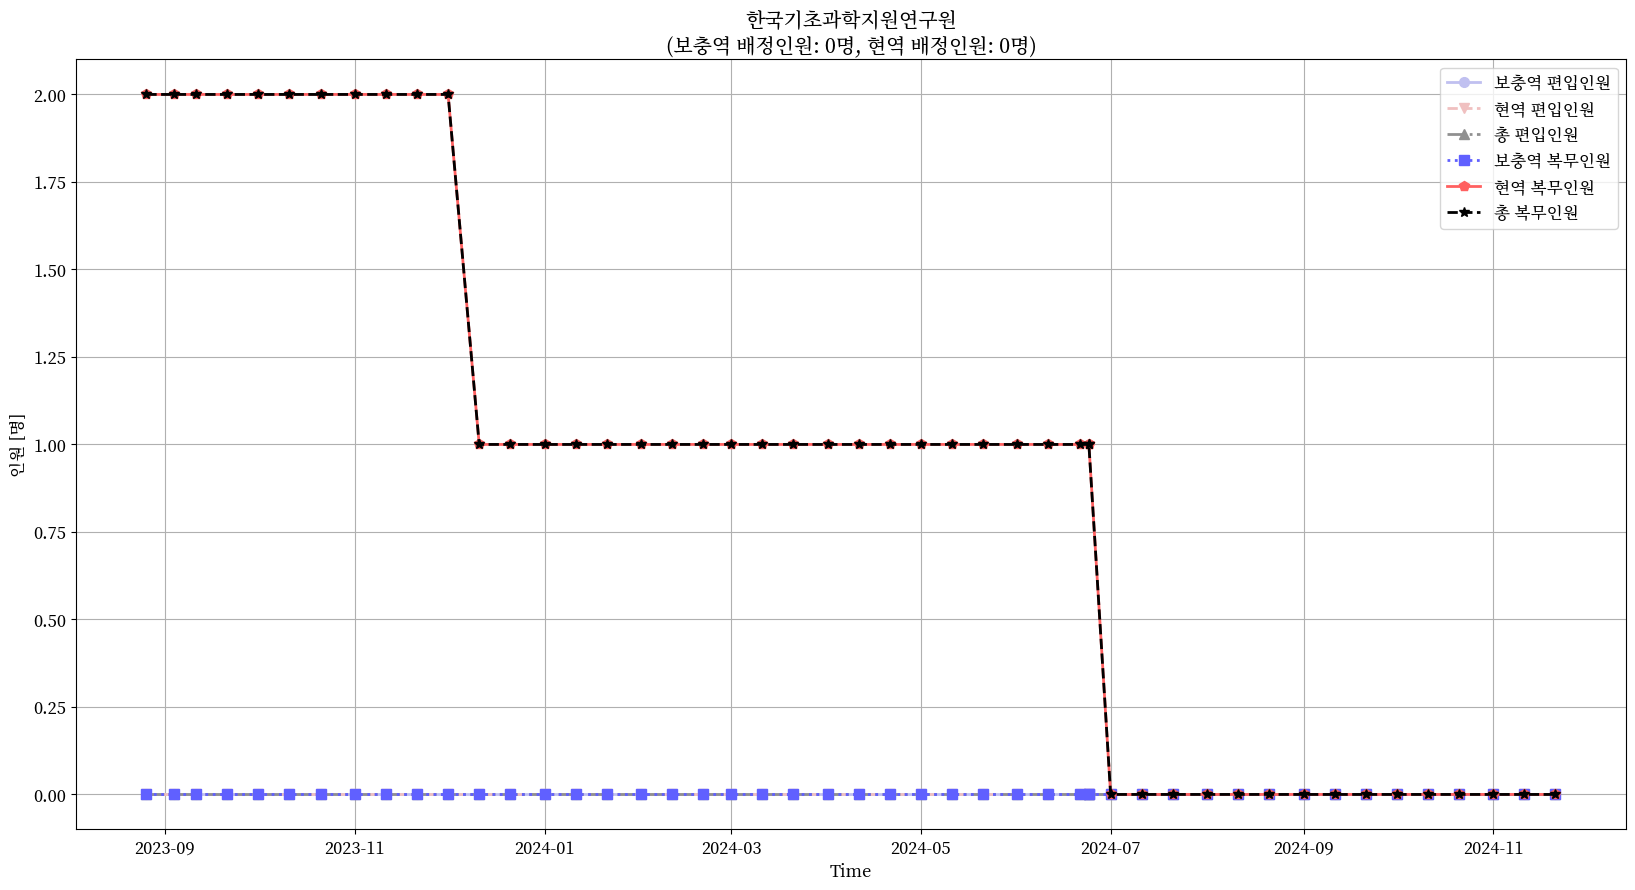 한국기초과학지원연구원
(보충역 배정인원: 0명, 현역 배정인원: 0명)
보충역 편입인원
현역 편입인원
총 편입인원
보충역 복무인원
현역 복무인원
총 복무인원
2.00
1.75
1.50
1.25
1.00
0.75
0.50
0.25
0.00
인원 [명]
2023-09 2023-11 2024-01 2024-03 2024-05 2024-07 2024-09 2024-11
Time